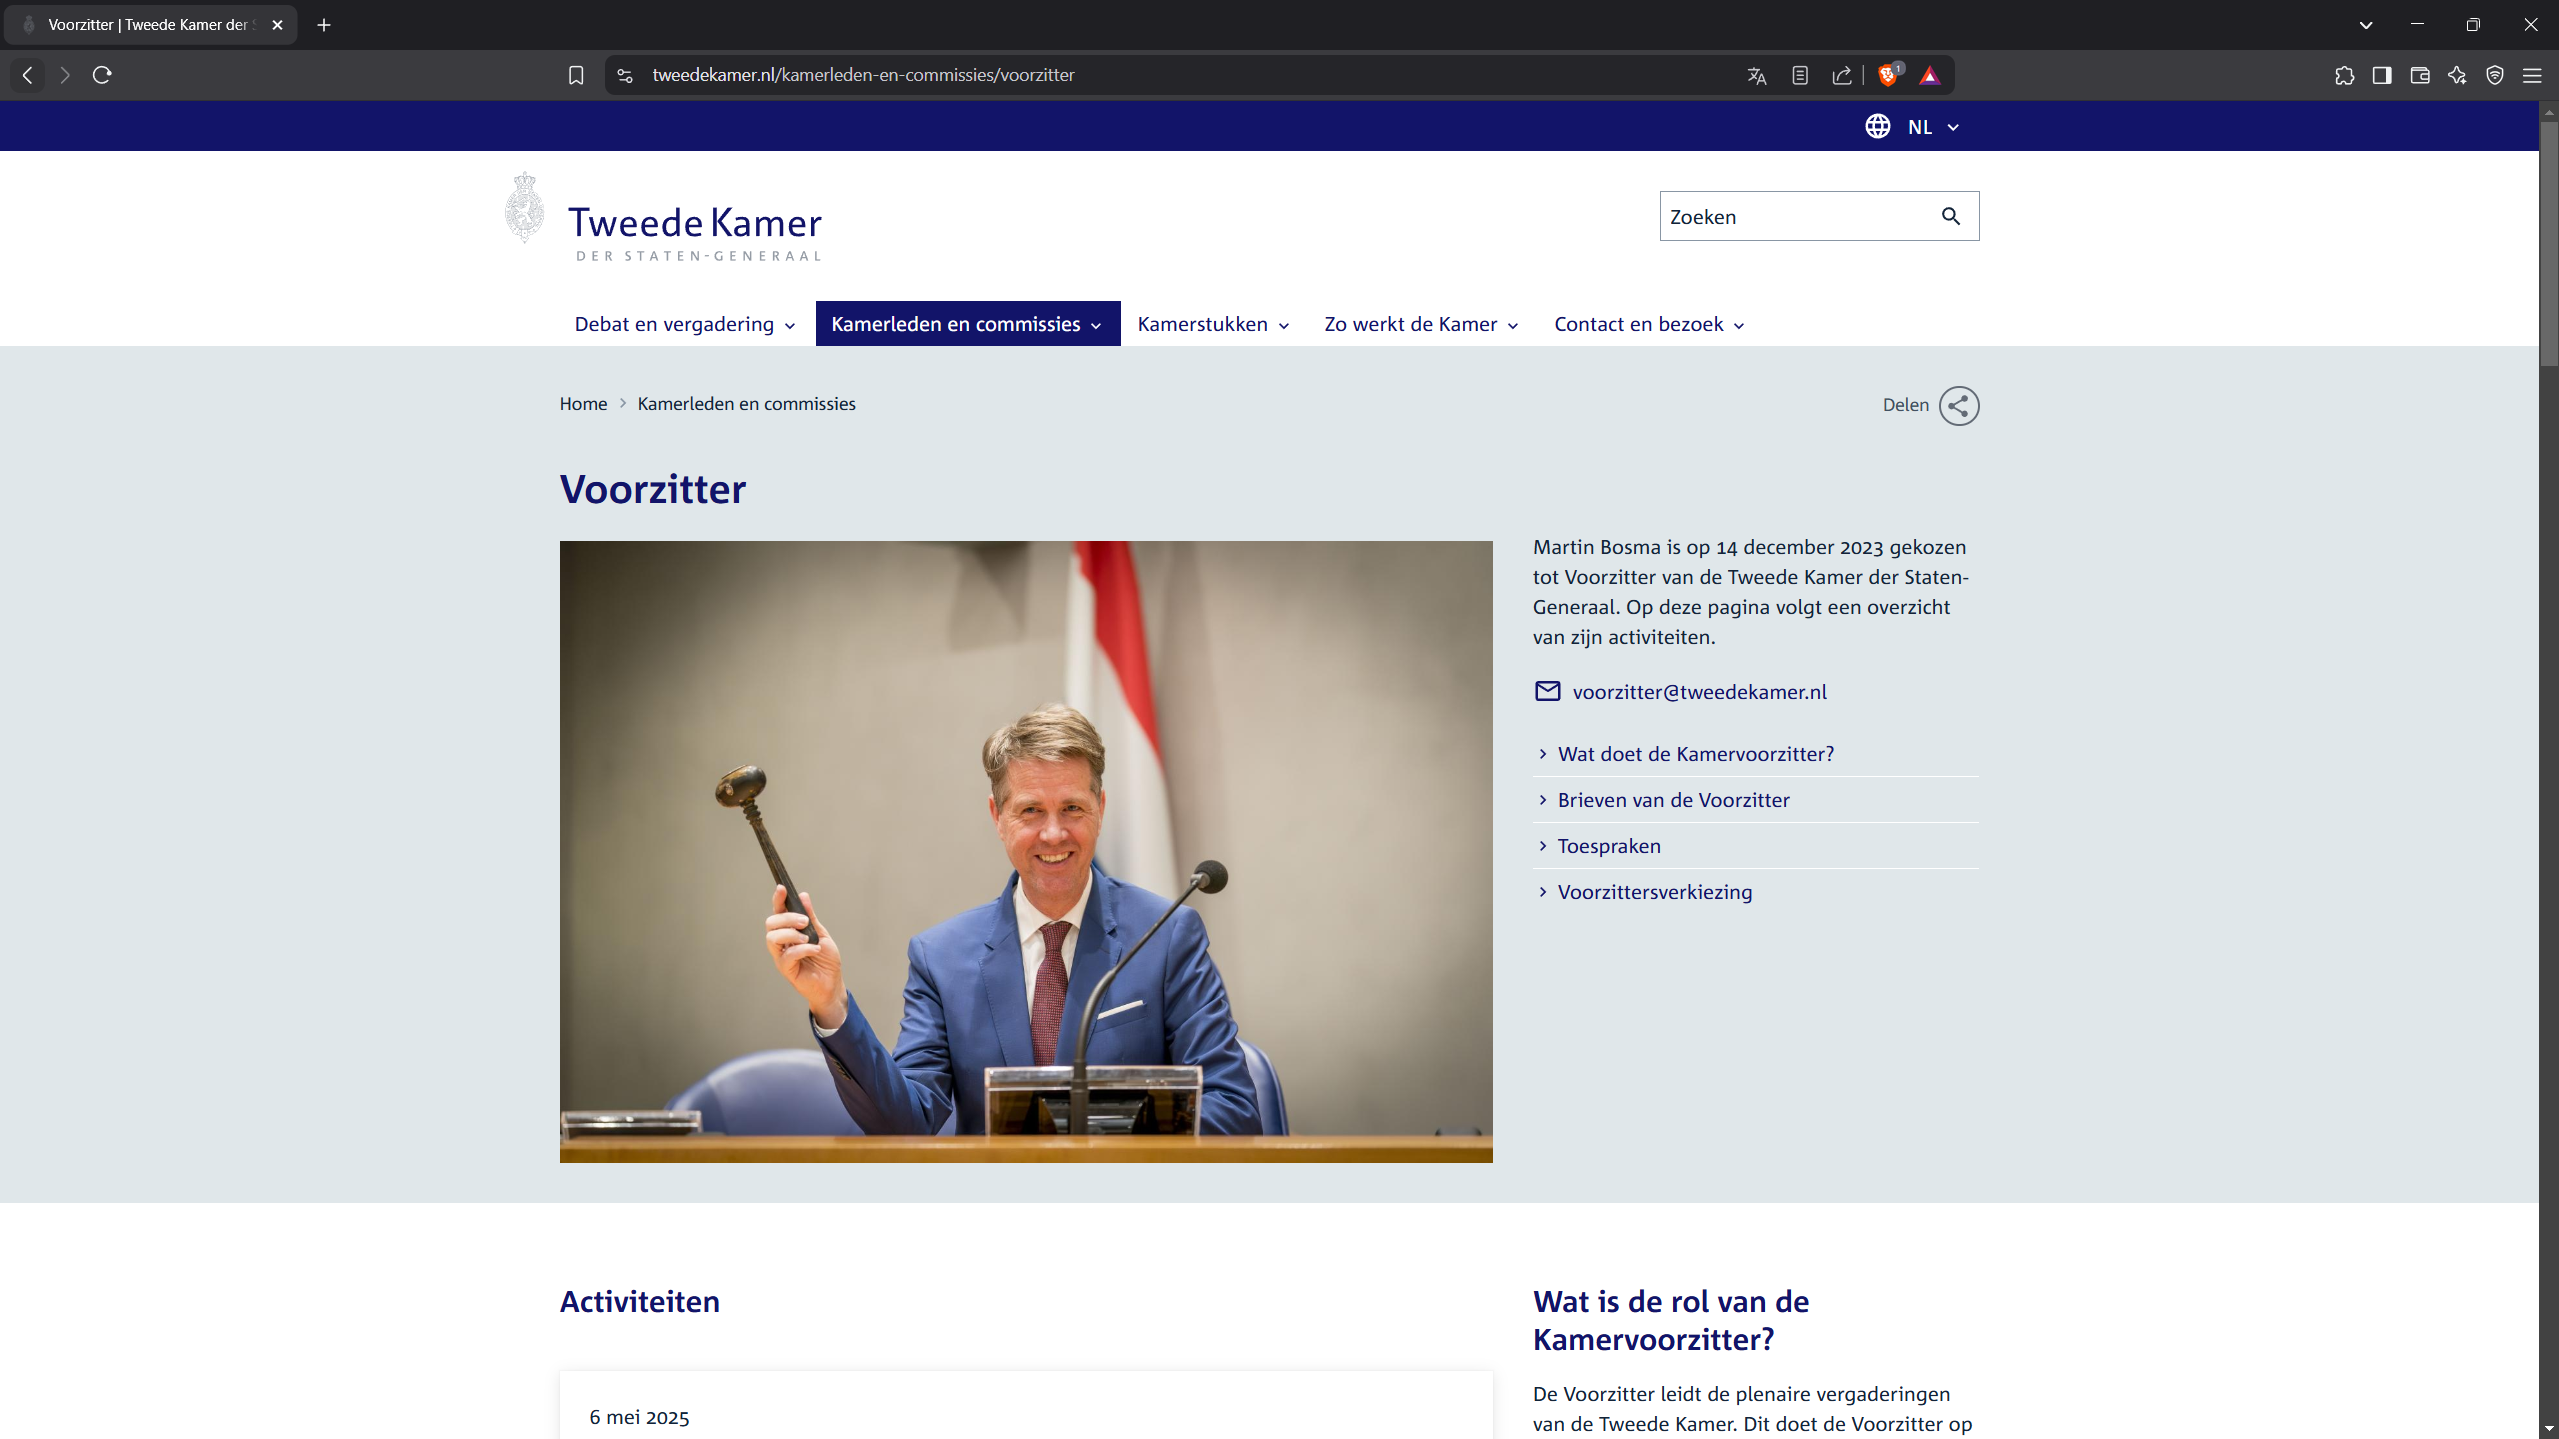 Voorzitter | Tweede Kamer der
tweedekamer.nl/kamerleden-en-commissies/voorzitter
1
NL
Tweede Kamer
DER STATEN-GENERAAL
Zoeken
Debat en vergadering
Kamerleden en commissies
Kamerstukken
Zo werkt de Kamer
Contact en bezoek
Home
Kamerleden en commissies
Delen
Voorzitter
Martin Bosma is op 14 december 2023 gekozen
tot Voorzitter van de Tweede Kamer der Staten-
Generaal. Op deze pagina volgt een overzicht
van zijn activiteiten.
voorzitter@tweedekamer.nl
Wat doet de Kamervoorzitter?
Brieven van de Voorzitter
Toespraken
Voorzittersverkiezing
Activiteiten
6 mei 2025
Wat is de rol van de
Kamervoorzitter?
De Voorzitter leidt de plenaire vergaderingen
van de Tweede Kamer. Dit doet de Voorzitter op